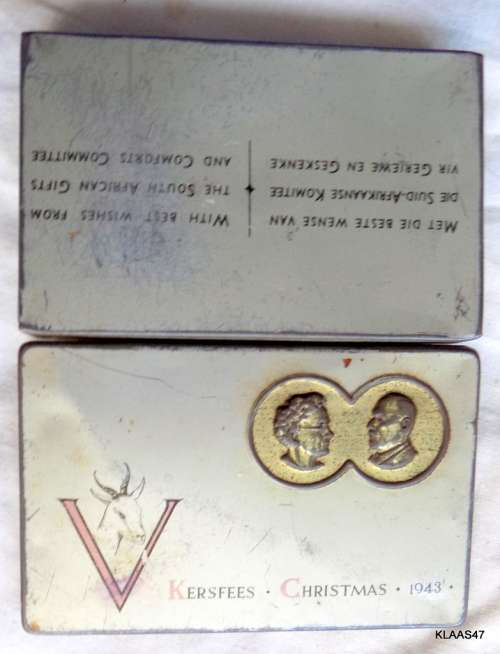 WITH BEST WISHES FROM
THE SOUTH AFRICAN GIFTS
AND COMFORTS COMMITTEE
MET DIE BESTE WENSE VAN
DIE SUID-AFRIKAANSE KOMITEE
VIR GERIEWE EN GESKENKE
V
KERSFEES · CHRISTMAS · 1943 ·
KLAAS47